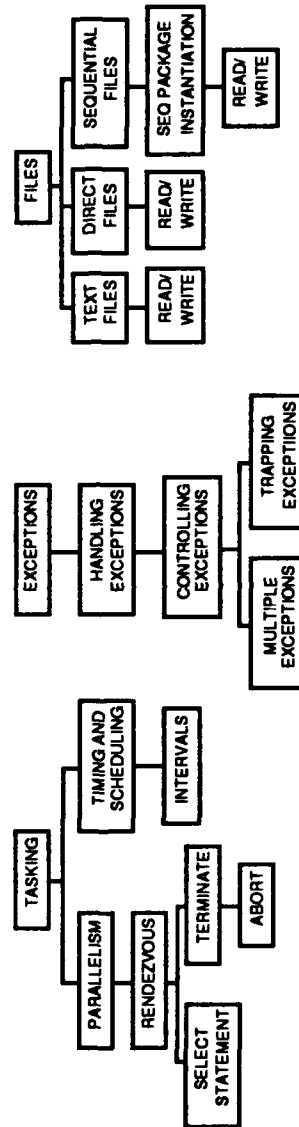 TASKING
PARALLELISM
TIMING AND
SCHEDULING
RENDEZVOUS
INTERVALS
SELECT
STATEMENT
TERMINATE
ABORT
EXCEPTIONS
HANDLING
EXCEPTIONS
CONTROLLING
EXCEPTIONS
MULTIPLE
EXCEPTIONS
TRAPPING
EXCEPTIIONS
FILES
TEXT FILES
DIRECT FILES
SEQUENTIAL
FILES
READ/
WRITE
READ/
WRITE
SEQ PACKAGE
INSTANTIATION
READ/
WRITE